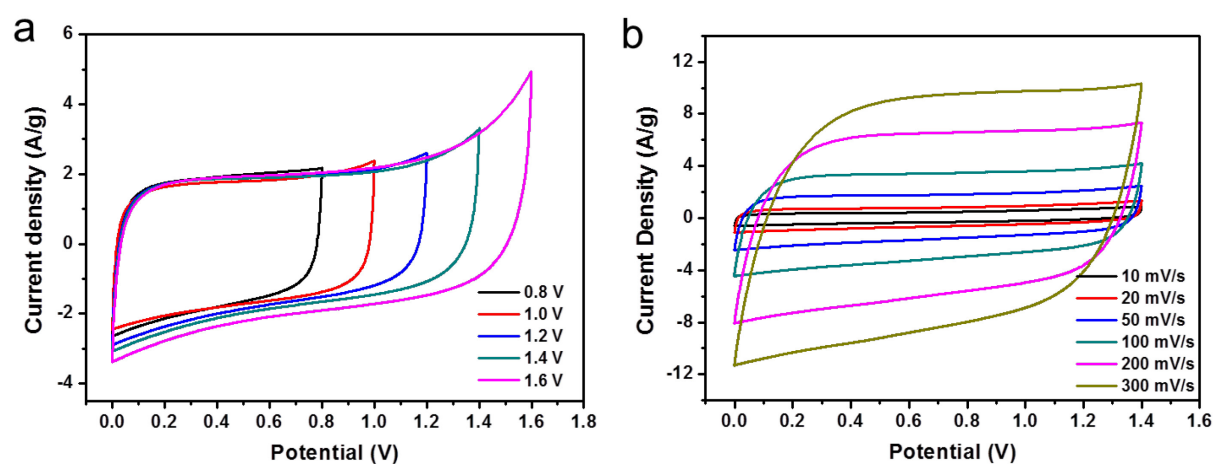 a
Current density (A/g)
6
4
2
0
-2
-4
0.0 0.2 0.4 0.6 0.8 1.0 1.2 1.4 1.6 1.8
Potential (V)
0.8 V
1.0 V
1.2 V
1.4 V
1.6 V
b
Current Density (A/g)
12
8
4
0
-4
-8
-12
0.0 0.2 0.4 0.6 0.8 1.0 1.2 1.4 1.6
Potential (V)
10 mV/s
20 mV/s
50 mV/s
100 mV/s
200 mV/s
300 mV/s